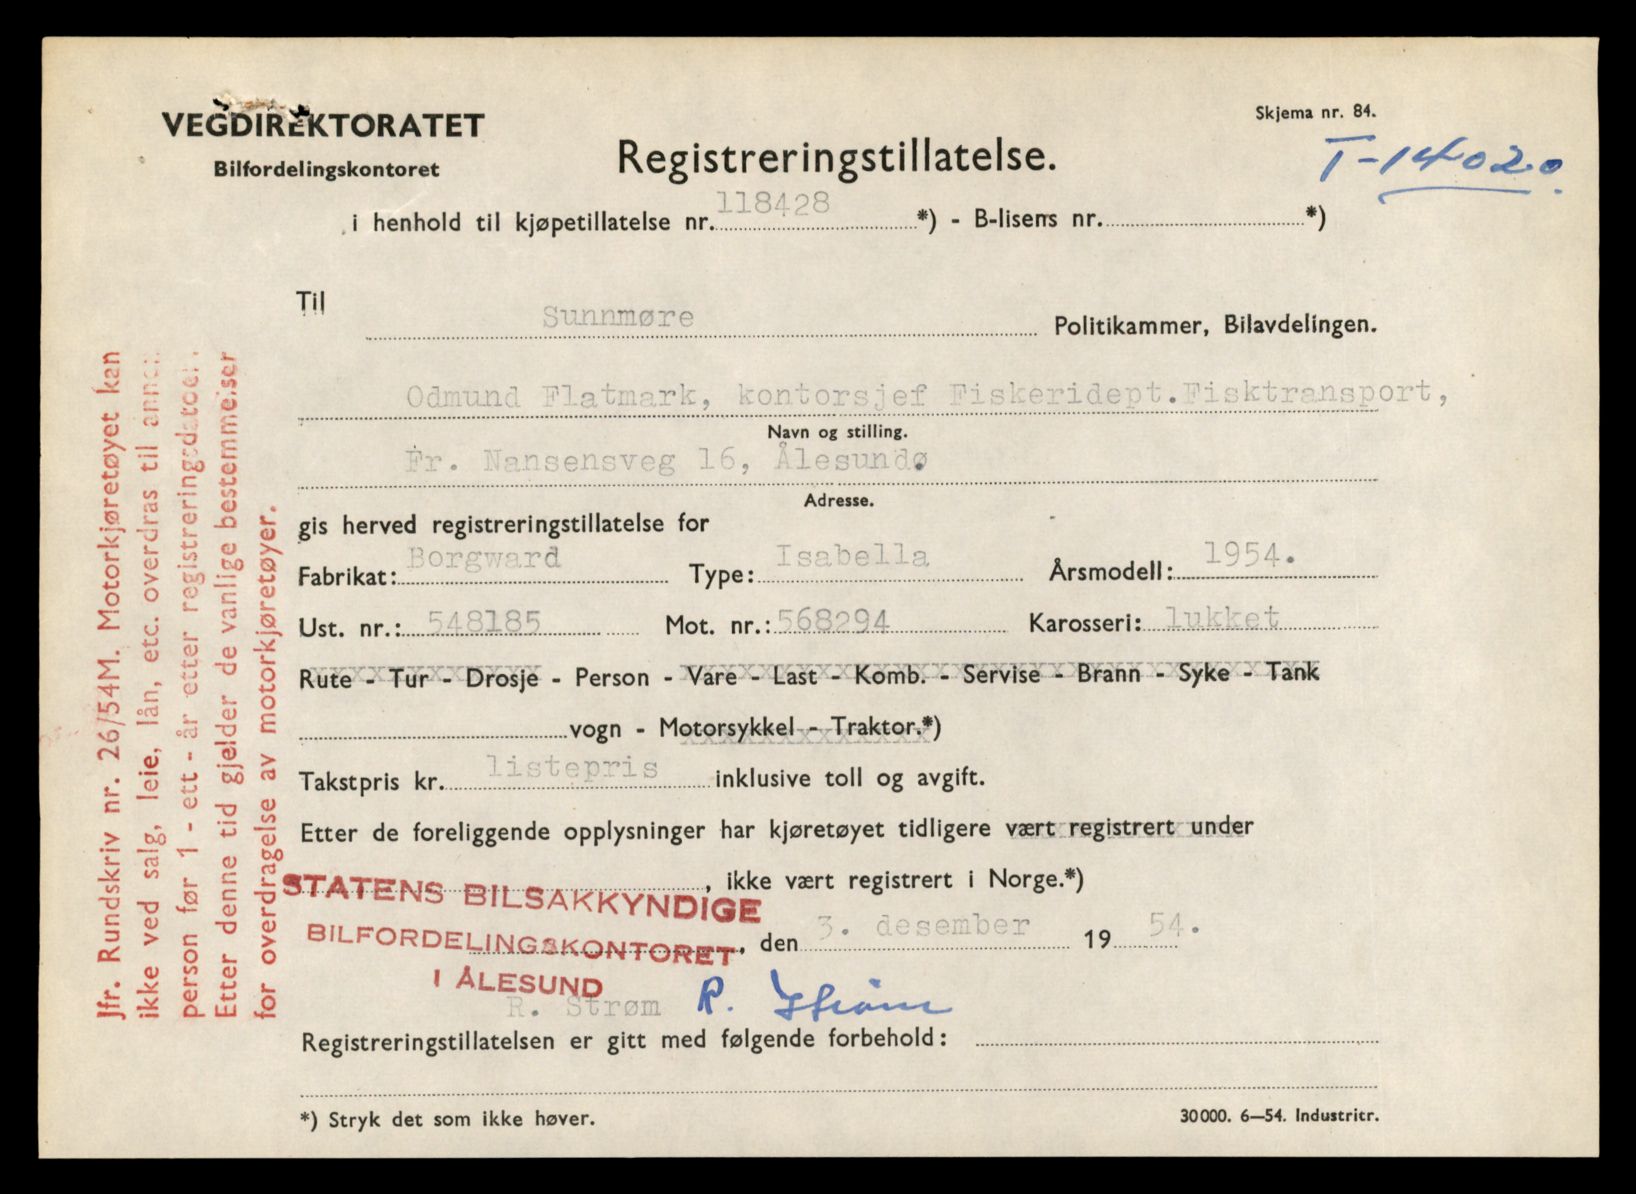 VEGDIREKTORATET
Bilfordelingskontoret
Skjema nr. 84.
Registreringstillatelse.
T-14020.
i henhold til kjøpetillatelse nr. 118428 *) - B-lisens nr. *)
Til
Sunnmøre Politikammer, Bilavdelingen.
Odmund Flatmark, kontorsjef Fiskeridept.Fisktransport,
Navn og stilling.
Fr. Nansensveg 16, Ålesundø
Adresse.
gis herved registreringstillatelse for
Fabrikat: Borgward Type: Isabella Årsmodell: 1954.
Ust. nr.: 548185 Mot. nr.: 568294 Karosseri: lukket
Rute - Tur - Drosje - Person - Vare - Last - Komb. - Servise - Brann - Syke - Tank
vogn - Motorsykkel - Traktor.*)
Takstpris kr. listepris inklusive toll og avgift.
Etter de foreliggende opplysninger har kjøretøyet tidligere vært registrert under
, ikke vært registrert i Norge.*)
STATENS BILSAKKYNDIGE
BILFORDELINGSKONTORET
I ÅLESUND
, den 3. desember 19 54.
R. Strøm R. Strøm
Registreringstillatelsen er gitt med følgende forbehold:
*) Stryk det som ikke høver.
30000. 6—54. Industritr.
Jfr. Rundskriv nr. 26/54M. Motorkjøretøyet kan
ikke ved salg, leie, lån, etc. overdras til annen
person før 1 - ett - år etter registreringsdatoen.
Etter denne tid gjelder de vanlige bestemmelser
for overdragelse av motorkjøretøyer.